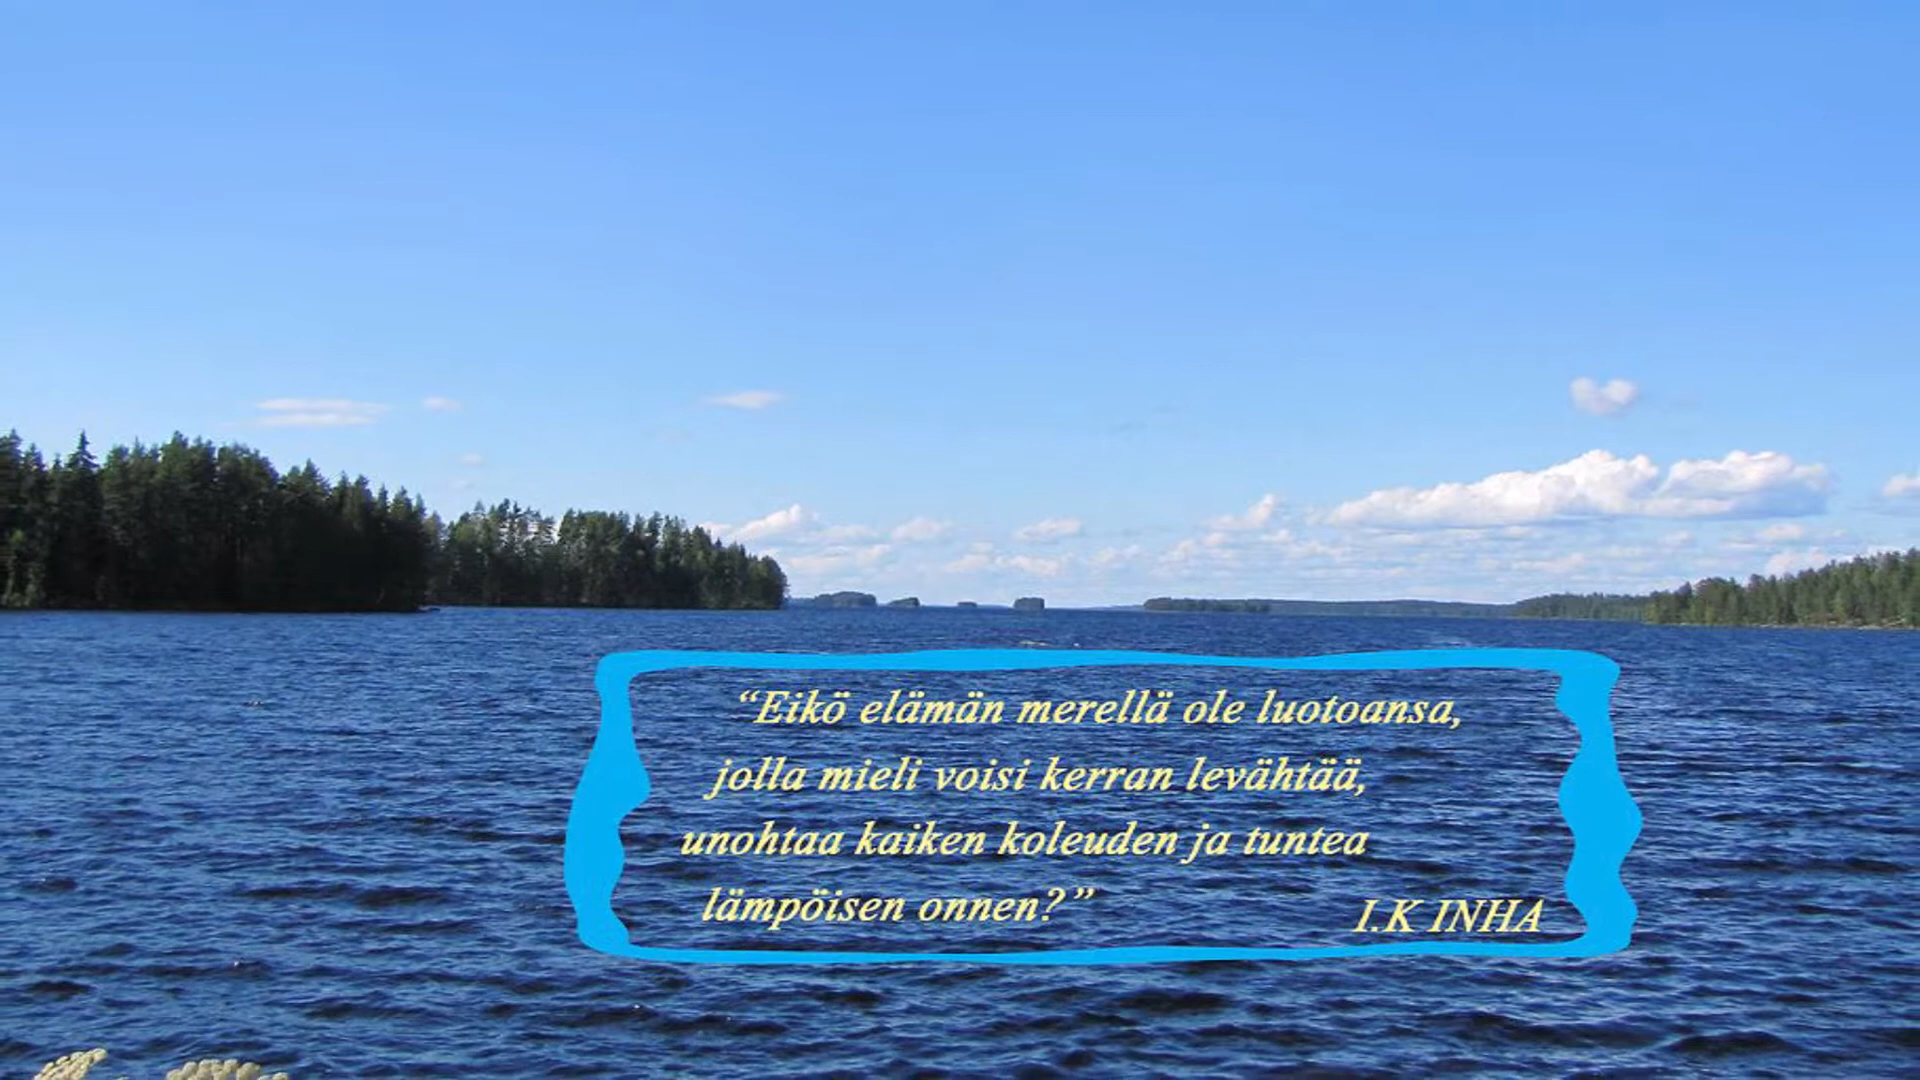 “Eikö elämän merellä ole luotoansa,
jolla mieli voisi kerran levähtää,
unohtaa kaiken koleuden ja tuntea
lämpöisen onnen?”
I.K INHA